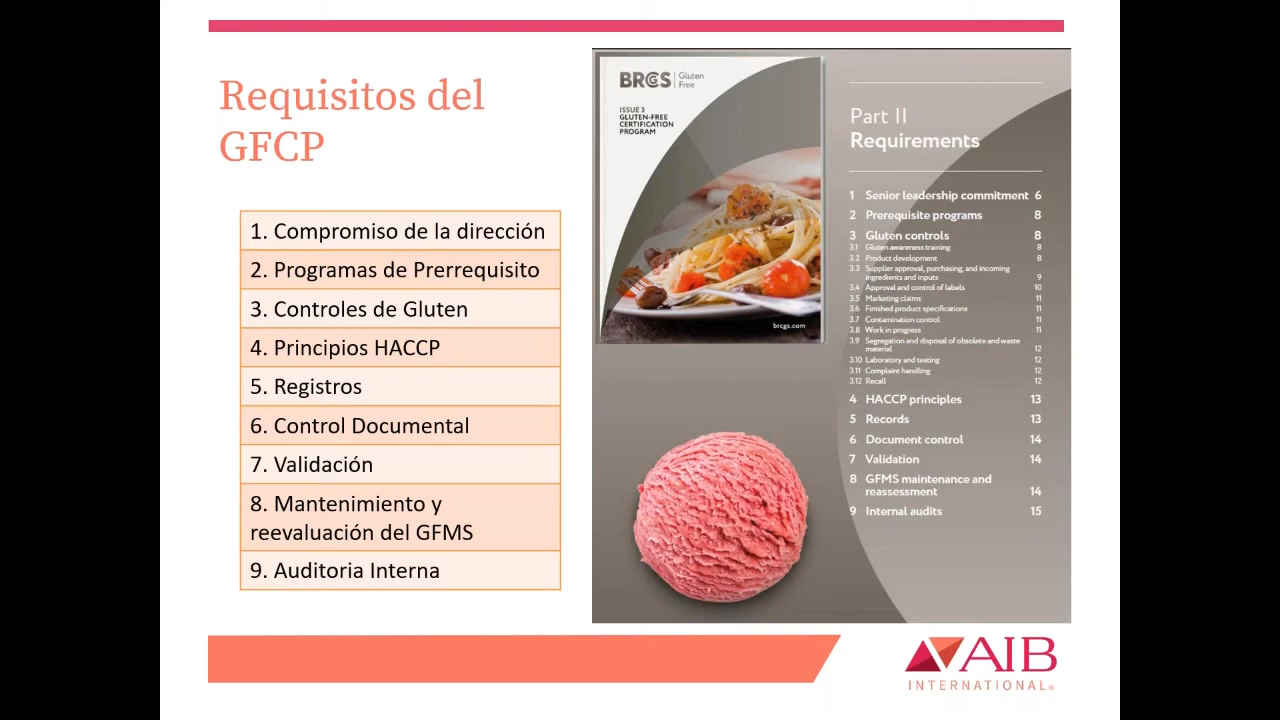 Requisitos del
GFCP
1. Compromiso de la dirección
2. Programas de Prerrequisito
3. Controles de Gluten
4. Principios HACCP
5. Registros
6. Control Documental
7. Validación
8. Mantenimiento y
reevaluación del GFMS
9. Auditoria Interna
BRCGS | Gluten
Free
ISSUE 3
GLUTEN-FREE
CERTIFICATION
PROGRAM
brcgs.com
Part II
Requirements
1 Senior leadership commitment 6
2 Prerequisite programs 8
3 Gluten controls 8
3.1 Gluten awareness training 8
3.2 Product development 8
3.3 Supplier approval, purchasing, and incoming
ingredients and inputs 9
3.4 Approval and control of labels 10
3.5 Marketing claims 11
3.6 Finished product specifications 11
3.7 Contamination control 11
3.8 Work in progress 11
3.9 Segregation and disposal of obsolete and waste
material 12
3.10 Laboratory and testing 12
3.11 Complaint handling 12
3.12 Recall 12
4 HACCP principles 13
5 Records 13
6 Document control 14
7 Validation 14
8 GFMS maintenance and
reassessment 14
9 Internal audits 15
AIB
INTERNATIONAL®